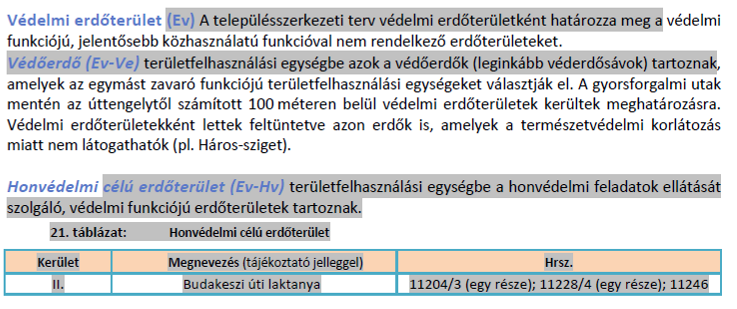 Védelmi erdőterület (Ev) A településszerkezeti terv védelmi erdőterületként határozza meg a védelmi
funkciójú, jelentősebb közhasználatú funkcióval nem rendelkező erdőterületeket.
Védőerdő (Ev-Ve) területfelhasználási egységbe azok a védőerdők (leginkább véderdősávok) tartoznak,
amelyek az egymást zavaró funkciójú területfelhasználási egységeket választják el. A gyorsforgalmi utak
mentén az úttengelytől számított 100 méteren belül védelmi erdőterületek kerültek meghatározásra.
Védelmi erdőterületekként lettek feltüntetve azon erdők is, amelyek a természetvédelmi korlátozás
miatt nem látogathatók (pl. Háros-sziget).
Honvédelmi célú erdőterület (Ev-Hv) területfelhasználási egységbe a honvédelmi feladatok ellátását
szolgáló, védelmi funkciójú erdőterületek tartoznak.
21. táblázat: Honvédelmi célú erdőterület
Kerület Megnevezés (tájékoztató jelleggel) Hrsz.
II. Budakeszi úti laktanya 11204/3 (egy része); 11228/4 (egy része); 11246